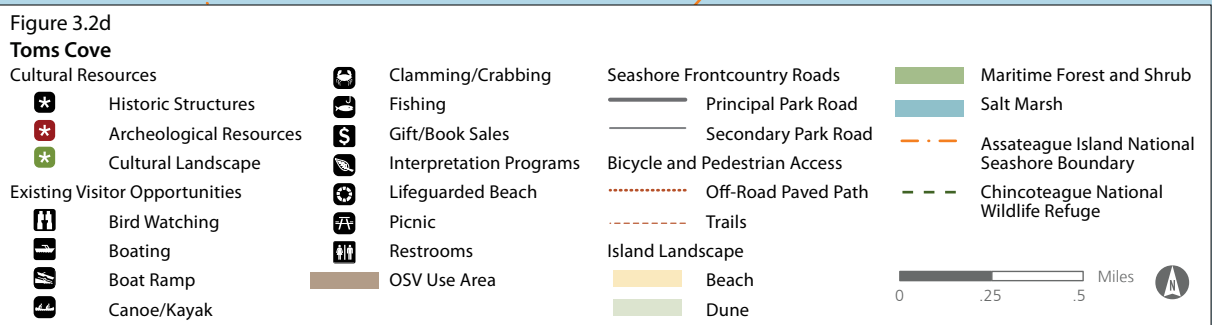 Figure 3.2d
Toms Cove
Cultural Resources
Historic Structures
Archeological Resources
Cultural Landscape
Existing Visitor Opportunities
Bird Watching
Boating
Boat Ramp
Canoe/Kayak
Clamming/Crabbing
Fishing
$
Gift/Book Sales
Interpretation Programs
Lifeguarded Beach
Picnic
Restrooms
OSV Use Area
Seashore Frontcountry Roads
Principal Park Road
Secondary Park Road
Bicycle and Pedestrian Access
Off-Road Paved Path
Trails
Island Landscape
Beach
Dune
Maritime Forest and Shrub
Salt Marsh
Assateague Island National
Seashore Boundary
Chincoteague National
Wildlife Refuge
Miles
0 .25 .5
N